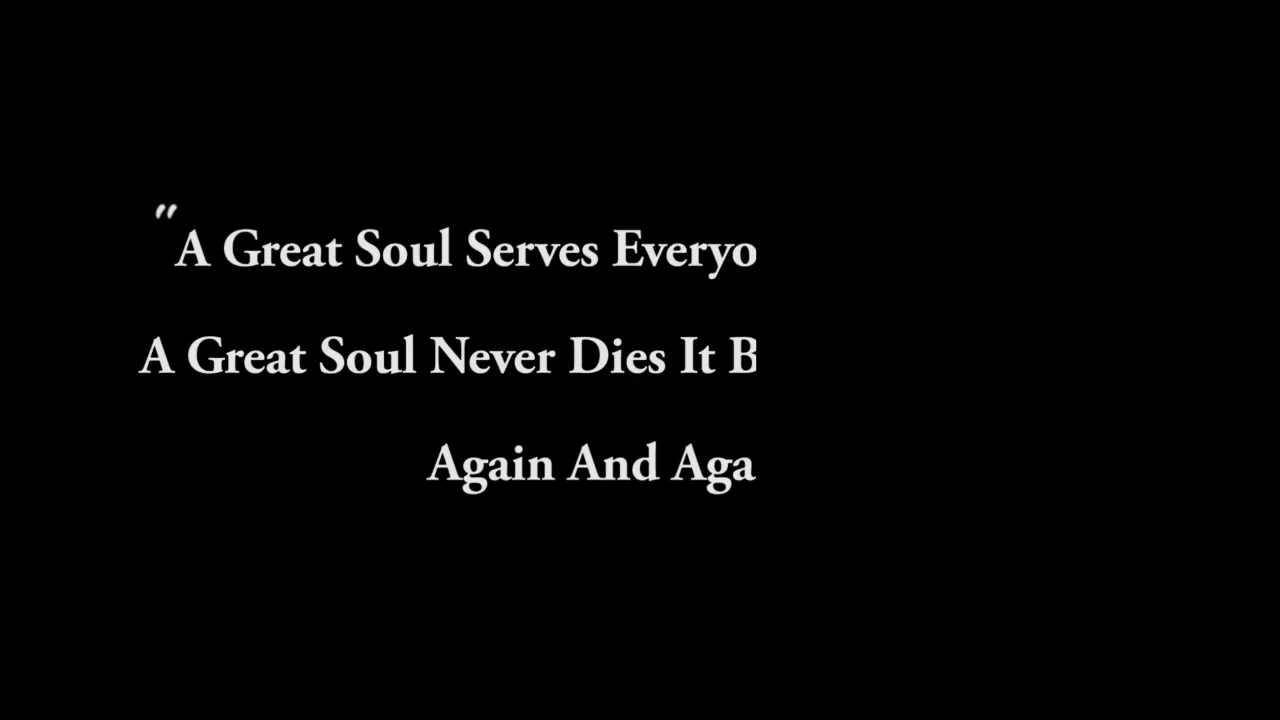 "A Great Soul Serves Everyo
A Great Soul Never Dies It B
Again And Aga